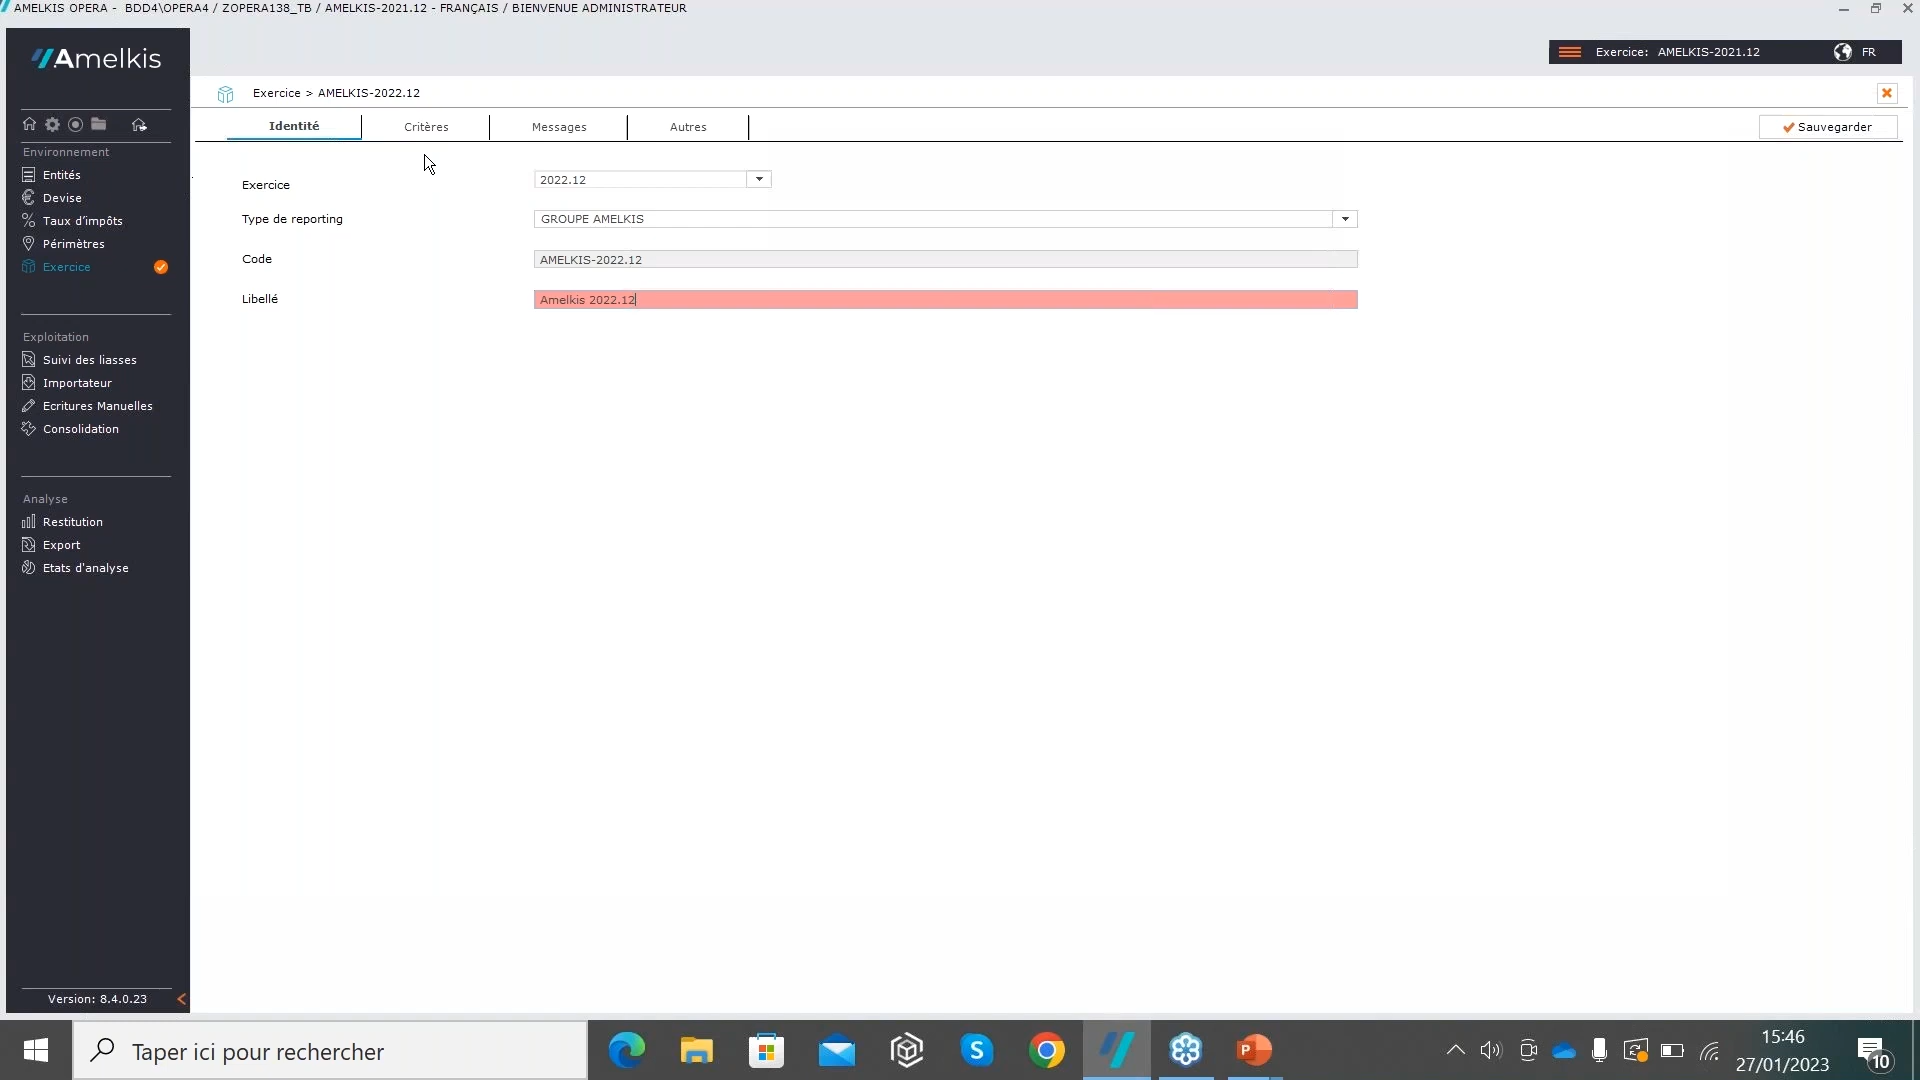 AMELKIS OPERA - BDD4\OPERA4 / ZOPERA138_TB / AMELKIS-2021.12 - FRANÇAIS / BIENVENUE ADMINISTRATEUR
Amelkis
Exercice: AMELKIS-2021.12 FR
Exercice > AMELKIS-2022.12
Identité Critères Messages Autres Sauvegarder
Environnement
Entités
Devise
Taux d'impôts
Périmètres
Exercice
Exploitation
Suivi des liasses
Importateur
Ecritures Manuelles
Consolidation
Analyse
Restitution
Export
Etats d'analyse
Version: 8.4.0.23
Exercice 2022.12
Type de reporting GROUPE AMELKIS
Code AMELKIS-2022.12
Libellé Amelkis 2022.12
Taper ici pour rechercher
15:46
27/01/2023
10